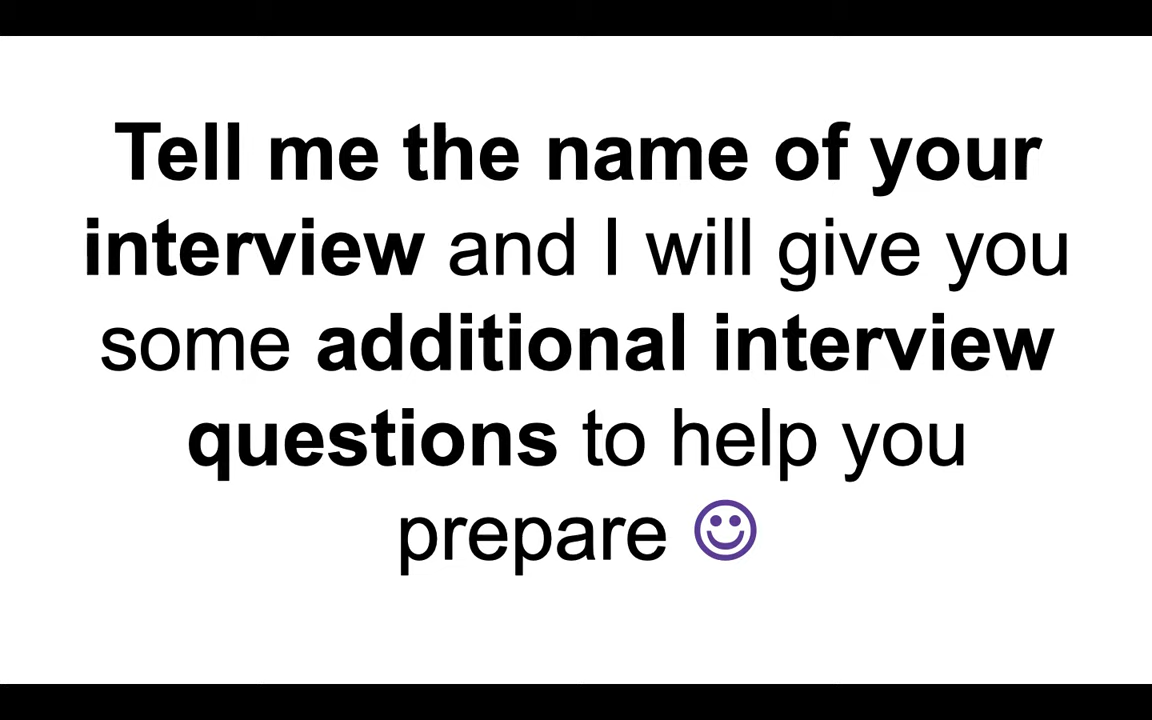 Tell me the name of your
interview and I will give you
some additional interview
questions to help you
prepare ☺